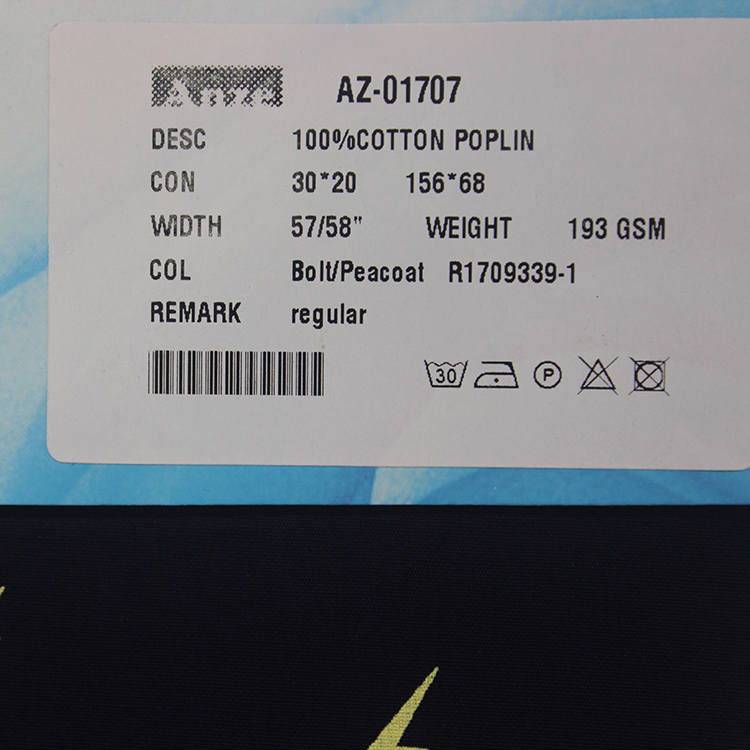 Anze AZ-01707
DESC 100%COTTON POPLIN
CON 30*20 156*68
WIDTH 57/58" WEIGHT 193 GSM
COL Bolt/Peacoat R1709339-1
REMARK regular
30 P